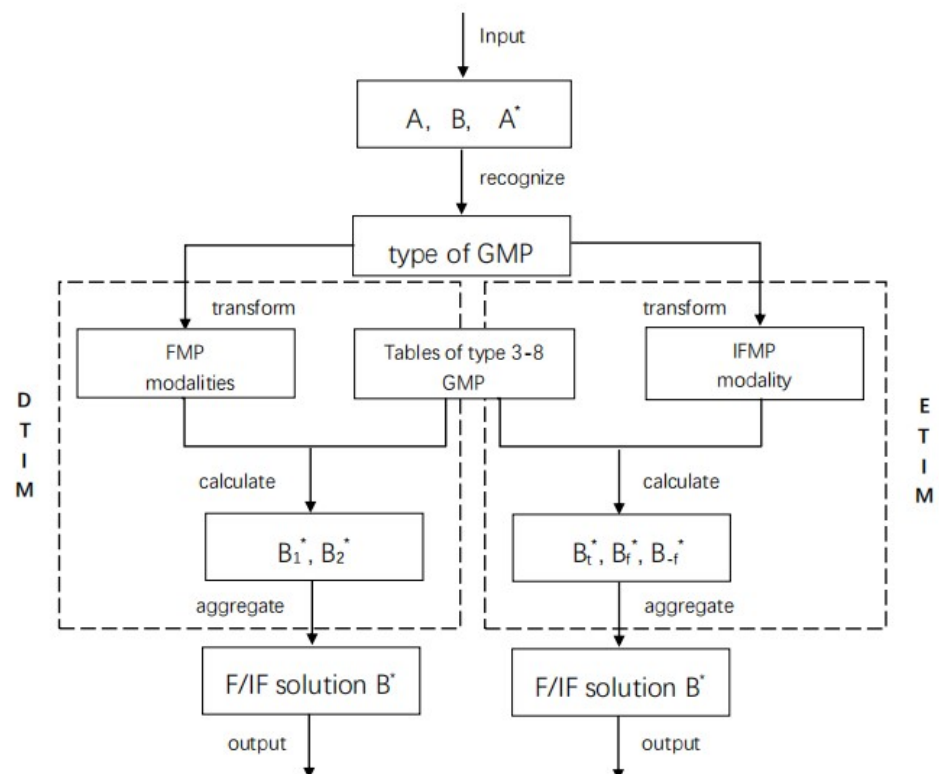 Input
A, B, A*
recognize
type of GMP
transform
transform
FMP
modalities
Tables of type 3-8
GMP
IFMP
modality
D
T
I
M
E
T
I
M
calculate
calculate
B₁*, B₂*
Bₜ*, B_f*, B₋f*
aggregate
aggregate
F/IF solution B*
F/IF solution B*
output
output